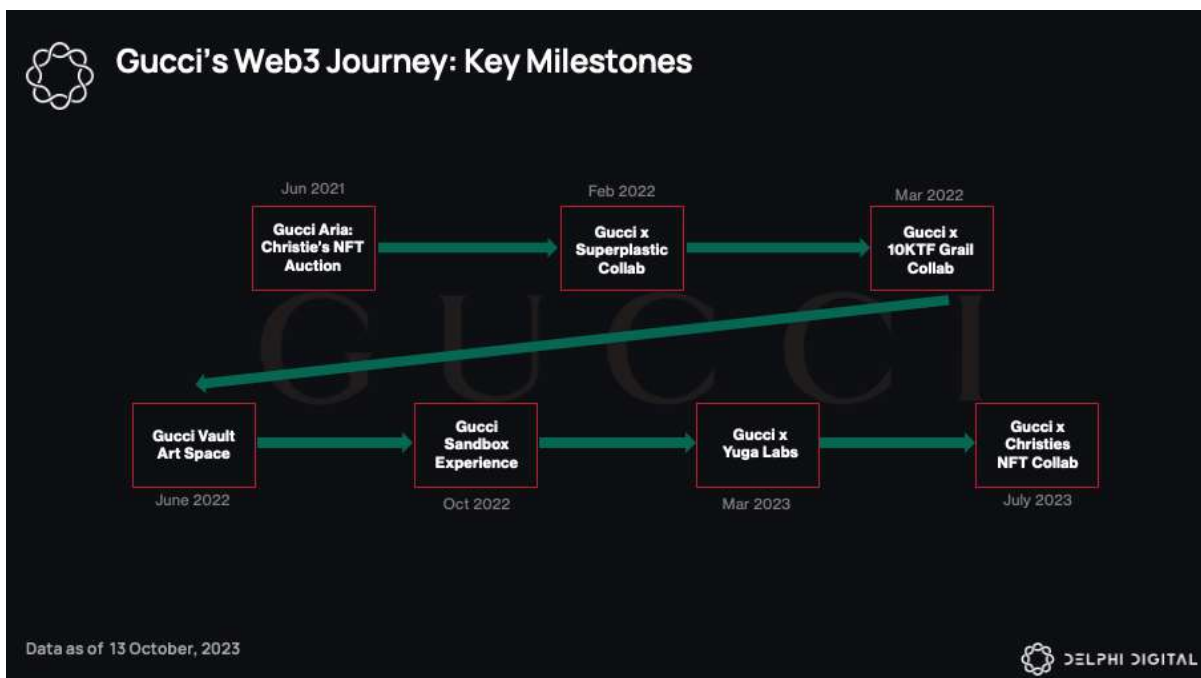 Gucci's Web3 Journey: Key Milestones
Jun 2021
Gucci Aria:
Christie's NFT
Auction
Feb 2022
Gucci x
Superplastic
Collab
Mar 2022
Gucci x
10KTF Grail
Collab
GUCCI
Gucci Vault
Art Space
June 2022
Gucci
Sandbox
Experience
Oct 2022
Gucci x
Yuga Labs
Mar 2023
Gucci x
Christies
NFT Collab
July 2023
Data as of 13 October, 2023
DELPHI DIGITAL